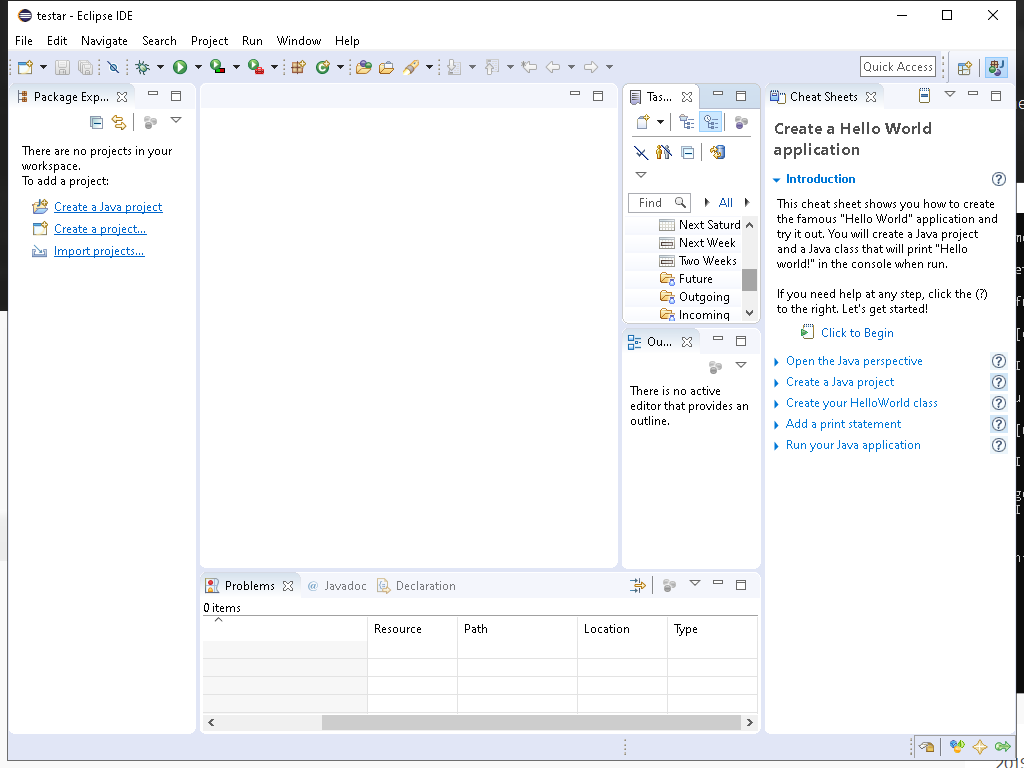 testar - Eclipse IDE
File Edit Navigate Search Project Run Window Help
Quick Access
Package Exp...
There are no projects in your
workspace.
To add a project:
Create a Java project
Create a project...
Import projects...
Tas...
Find
All
Next Saturd
Next Week
Two Weeks
Future
Outgoing
Incoming
Ou...
There is no active
editor that provides an
outline.
Cheat Sheets
Create a Hello World
application
Introduction
This cheat sheet shows you how to create
the famous "Hello World" application and
try it out. You will create a Java project
and a Java class that will print "Hello
world!" in the console when run.
If you need help at any step, click the (?)
to the right. Let's get started!
Click to Begin
Open the Java perspective
Create a Java project
Create your HelloWorld class
Add a print statement
Run your Java application
Problems @ Javadoc Declaration
0 items
Resource Path Location Type